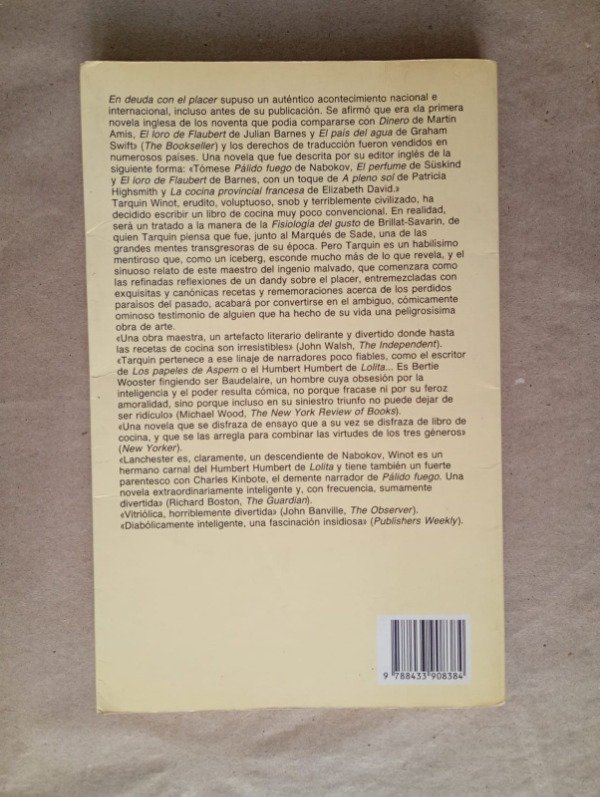 En deuda con el placer supuso un auténtico acontecimiento nacional e
internacional, incluso antes de su publicación. Se afirmó que era «la primera
novela inglesa de los noventa que podía compararse con Dinero de Martin
Amis, El loro de Flaubert de Julian Barnes y El país del agua de Graham
Swift» (The Bookseller) y los derechos de traducción fueron vendidos en
numerosos países. Una novela que fue descrita por su editor inglés de la
siguiente forma: «Tómese Pálido fuego de Nabokov, El perfume de Süskind
y El loro de Flaubert de Barnes, con un toque de A pleno sol de Patricia
Highsmith y La cocina provincial francesa de Elizabeth David.»
Tarquin Winot, erudito, voluptuoso, snob y terriblemente civilizado, ha
decidido escribir un libro de cocina muy poco convencional. En realidad,
será un tratado a la manera de la Fisiología del gusto de Brillat-Savarin, de
quien Tarquin piensa que fue, junto al Marqués de Sade, una de las
grandes mentes transgresoras de su época. Pero Tarquin es un habilísimo
mentiroso que, como un iceberg, esconde mucho más de lo que revela, y el
sinuoso relato de este maestro del ingenio malvado, que comenzara como
las refinadas reflexiones de un dandy sobre el placer, entremezcladas con
exquisitas y canónicas recetas y rememoraciones acerca de los perdidos
paraísos del pasado, acabará por convertirse en el ambiguo, cómicamente
ominoso testimonio de alguien que ha hecho de su vida una peligrosísima
obra de arte.
«Una obra maestra, un artefacto literario delirante y divertido donde hasta
las recetas de cocina son irresistibles» (John Walsh, The Independent).
«Tarquin pertenece a ese linaje de narradores poco fiables, como el escritor
de Los papeles de Aspern o el Humbert Humbert de Lolita... Es Bertie
Wooster fingiendo ser Baudelaire, un hombre cuya obsesión por la
inteligencia y el poder resulta cómica, no porque fracase ni por su feroz
amoralidad, sino porque incluso en su siniestro triunfo no puede dejar de
ser ridículo» (Michael Wood, The New York Review of Books).
«Una novela que se disfraza de ensayo que a su vez se disfraza de libro de
cocina, y que se las arregla para combinar las virtudes de los tres géneros»
(New Yorker).
«Lanchester es, claramente, un descendiente de Nabokov, Winot es un
hermano carnal del Humbert Humbert de Lolita y tiene también un fuerte
parentesco con Charles Kinbote, el demente narrador de Pálido fuego. Una
novela extraordinariamente inteligente y, con frecuencia, sumamente
divertida» (Richard Boston, The Guardian).
«Vitriólica, horriblemente divertida» (John Banville, The Observer).
«Diabólicamente inteligente, una fascinación insidiosa» (Publishers Weekly).
9 788433 908384